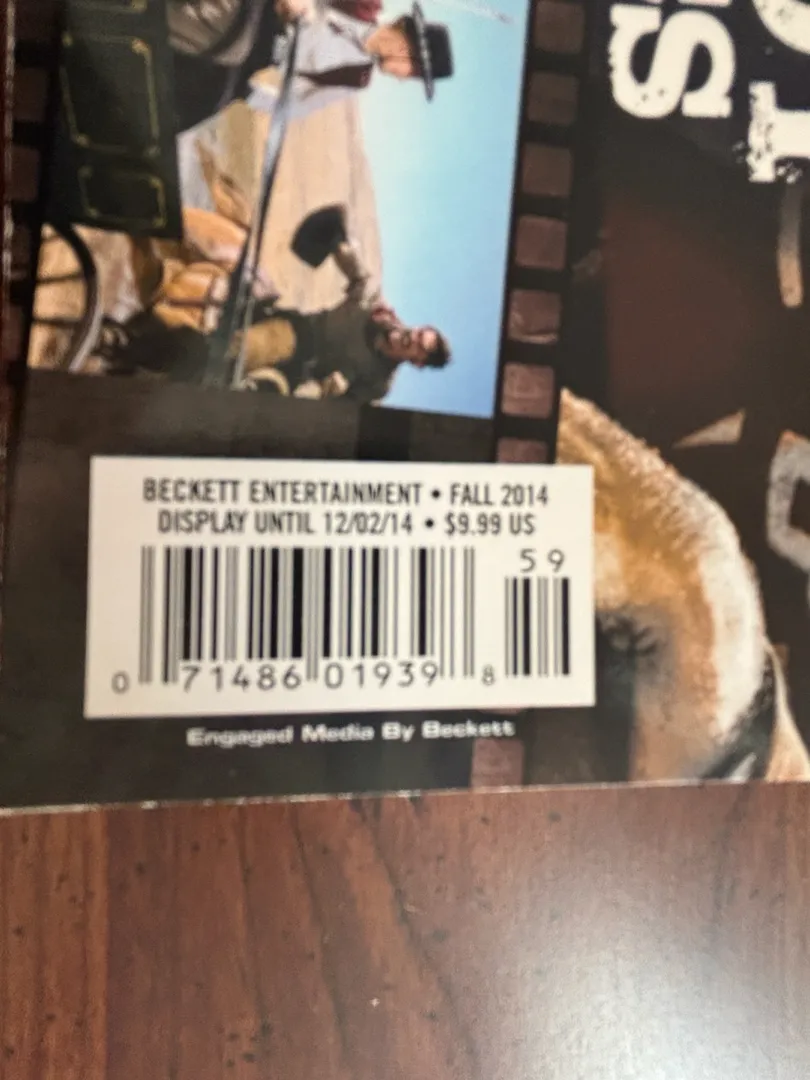 BECKETT ENTERTAINMENT • FALL 2014
DISPLAY UNTIL 12/02/14 • $9.99 US
59
0 71486 01939 8
Engaged Media By Beckett